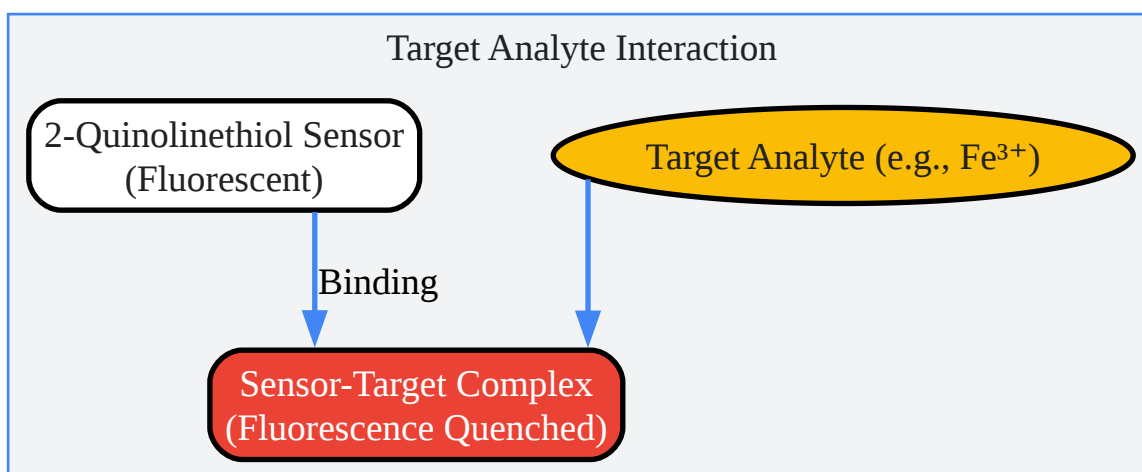 Target Analyte Interaction
2-Quinolinethiol Sensor
(Fluorescent)
Target Analyte (e.g., Fe³⁺)
Binding
Sensor-Target Complex
(Fluorescence Quenched)